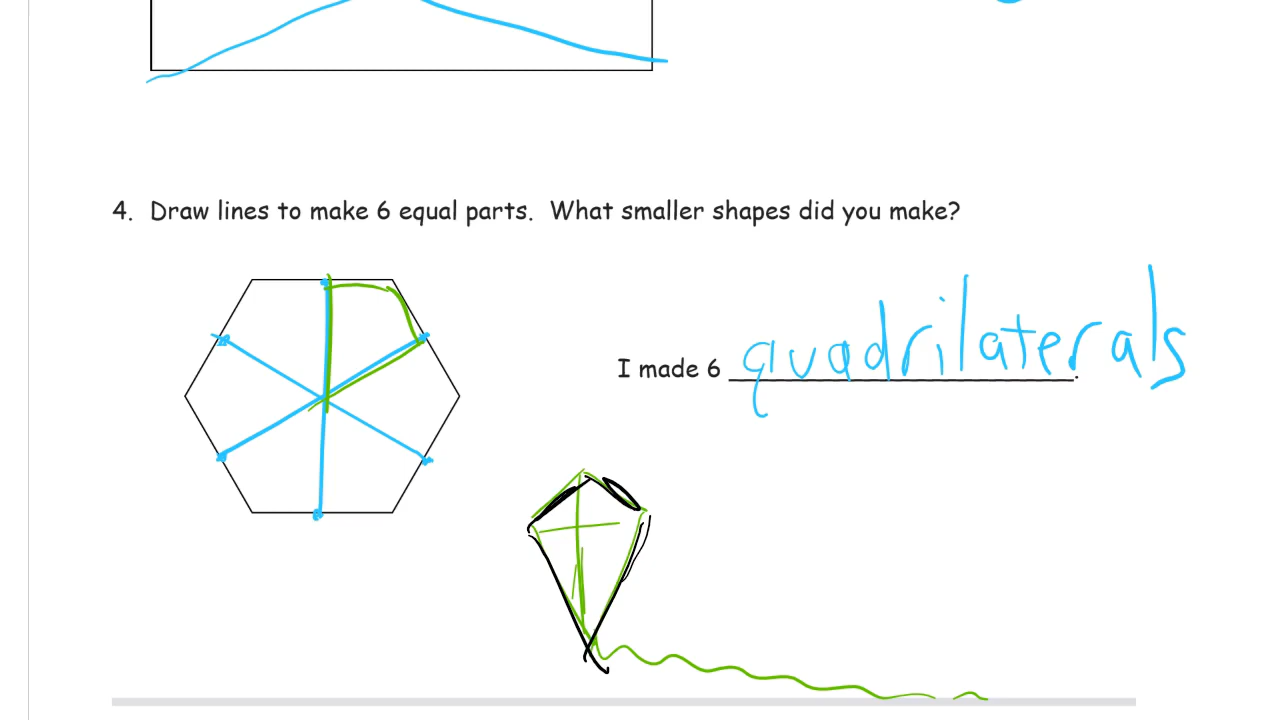 4. Draw lines to make 6 equal parts. What smaller shapes did you make?
I made 6 quadrilaterals.